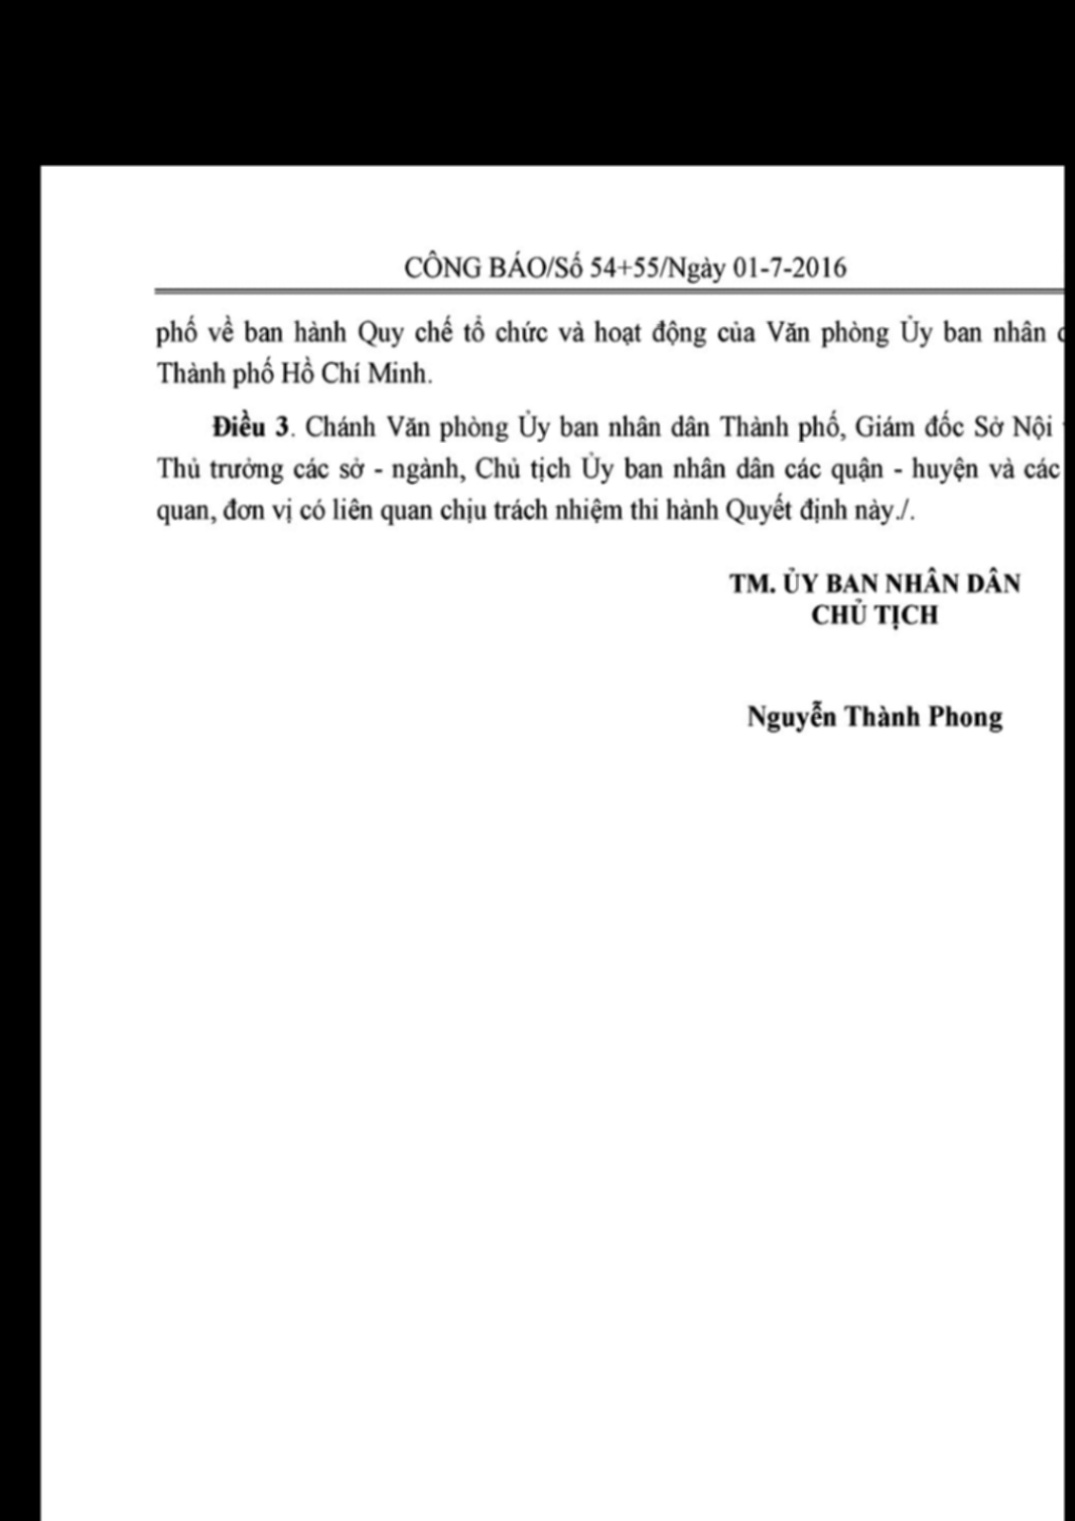 CÔNG BÁO/Số 54+55/Ngày 01-7-2016
phố về ban hành Quy chế tổ chức và hoạt động của Văn phòng Ủy ban nhân
Thành phố Hồ Chí Minh.
Điều 3. Chánh Văn phòng Ủy ban nhân dân Thành phố, Giám đốc Sở Nội
Thủ trưởng các sở - ngành, Chủ tịch Ủy ban nhân dân các quận - huyện và các
quan, đơn vị có liên quan chịu trách nhiệm thi hành Quyết định này./.
TM. ỦY BAN NHÂN DÂN
CHỦ TỊCH
Nguyễn Thành Phong